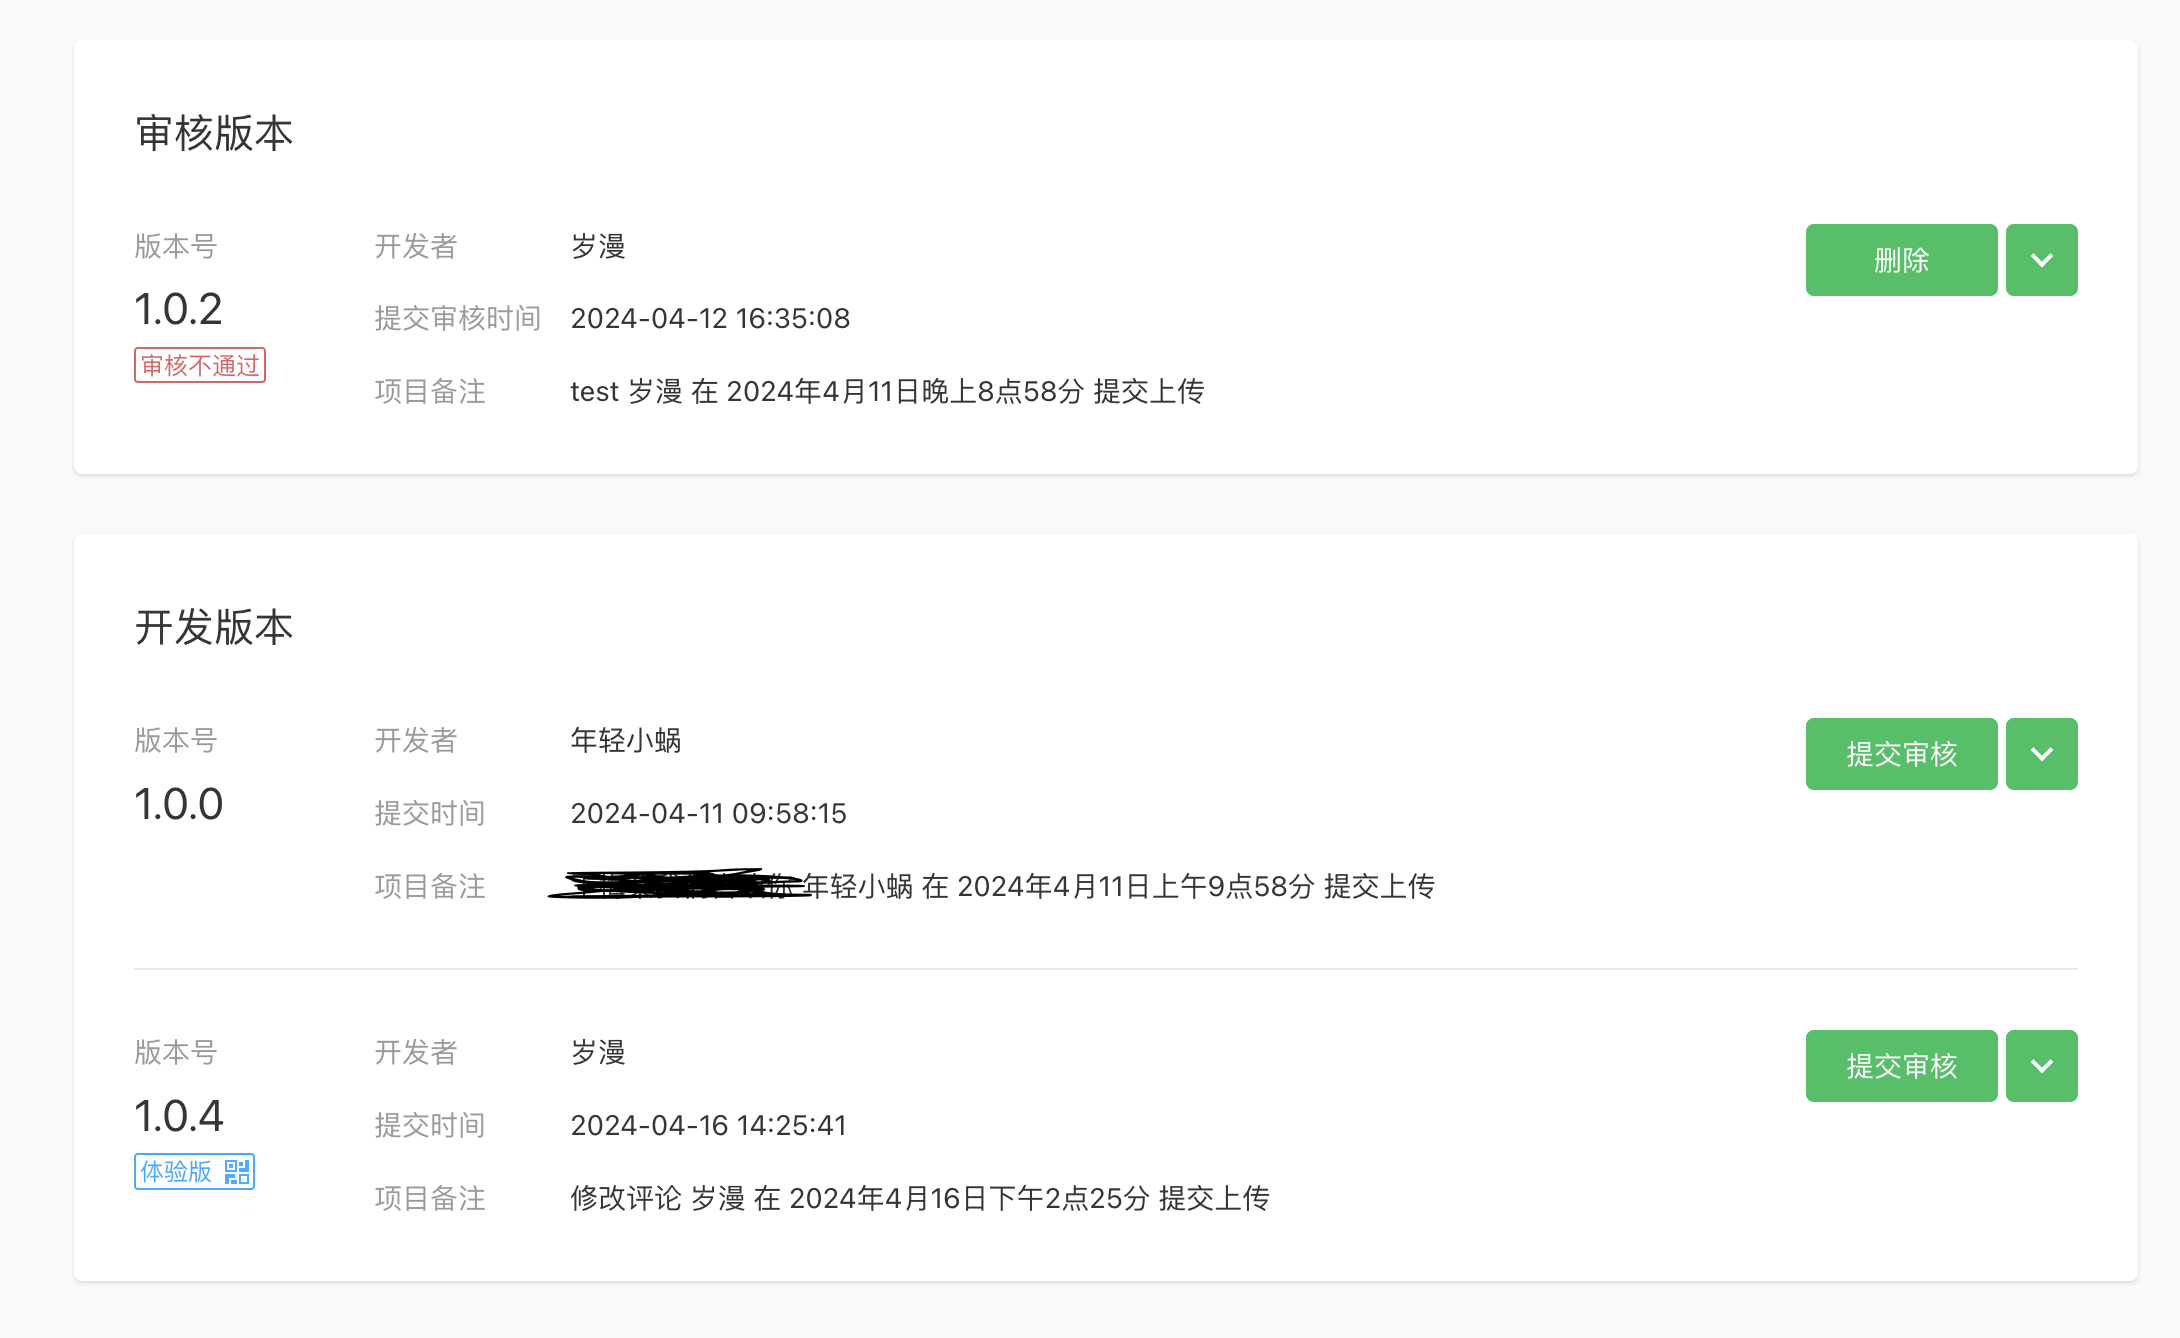 审核版本
版本号 开发者 岁漫 删除
1.0.2 提交审核时间 2024-04-12 16:35:08
审核不通过
项目备注 test 岁漫 在 2024年4月11日晚上8点58分 提交上传
开发版本
版本号 开发者 年轻小蜗 提交审核
1.0.0 提交时间 2024-04-11 09:58:15
项目备注 年轻小蜗 在 2024年4月11日上午9点58分 提交上传
版本号 开发者 岁漫 提交审核
1.0.4 提交时间 2024-04-16 14:25:41
体验版
项目备注 修改评论 岁漫 在 2024年4月16日下午2点25分 提交上传